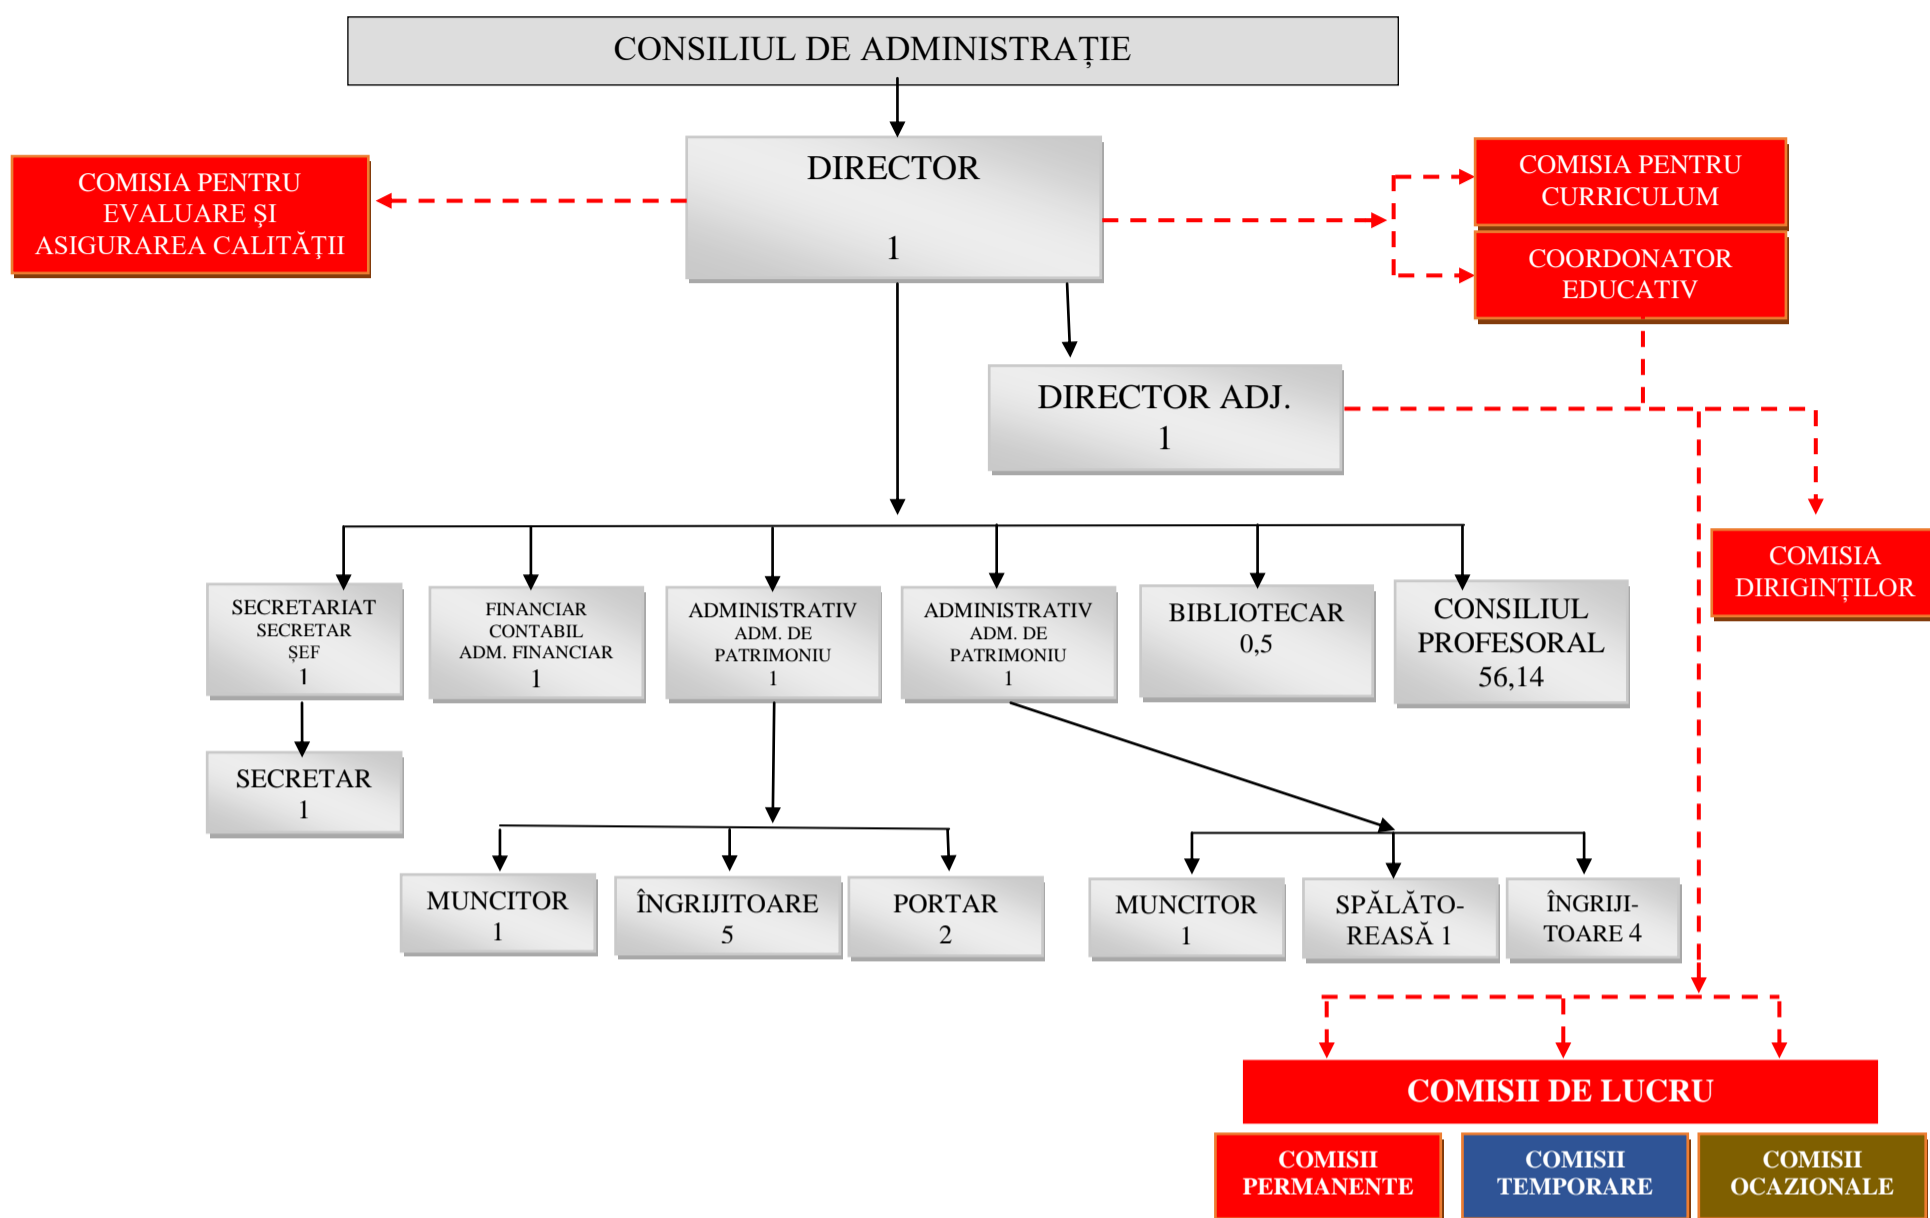 CONSILIUL DE ADMINISTRAȚIE
DIRECTOR
1
COMISIA PENTRU
EVALUARE ŞI
ASIGURAREA CALITĂŢII
COMISIA PENTRU
CURRICULUM
COORDONATOR
EDUCATIV
DIRECTOR ADJ.
1
COMISIA
DIRIGINȚILOR
SECRETARIAT
SECRETAR
ȘEF
1
FINANCIAR
CONTABIL
ADM. FINANCIAR
1
ADMINISTRATIV
ADM. DE
PATRIMONIU
1
ADMINISTRATIV
ADM. DE
PATRIMONIU
1
BIBLIOTECAR
0,5
CONSILIUL
PROFESORAL
56,14
SECRETAR
1
MUNCITOR
1
ÎNGRIJITOARE
5
PORTAR
2
MUNCITOR
1
SPĂLĂTO-
REASĂ 1
ÎNGRIJI-
TOARE 4
COMISII DE LUCRU
COMISII
PERMANENTE
COMISII
TEMPORARE
COMISII
OCAZIONALE